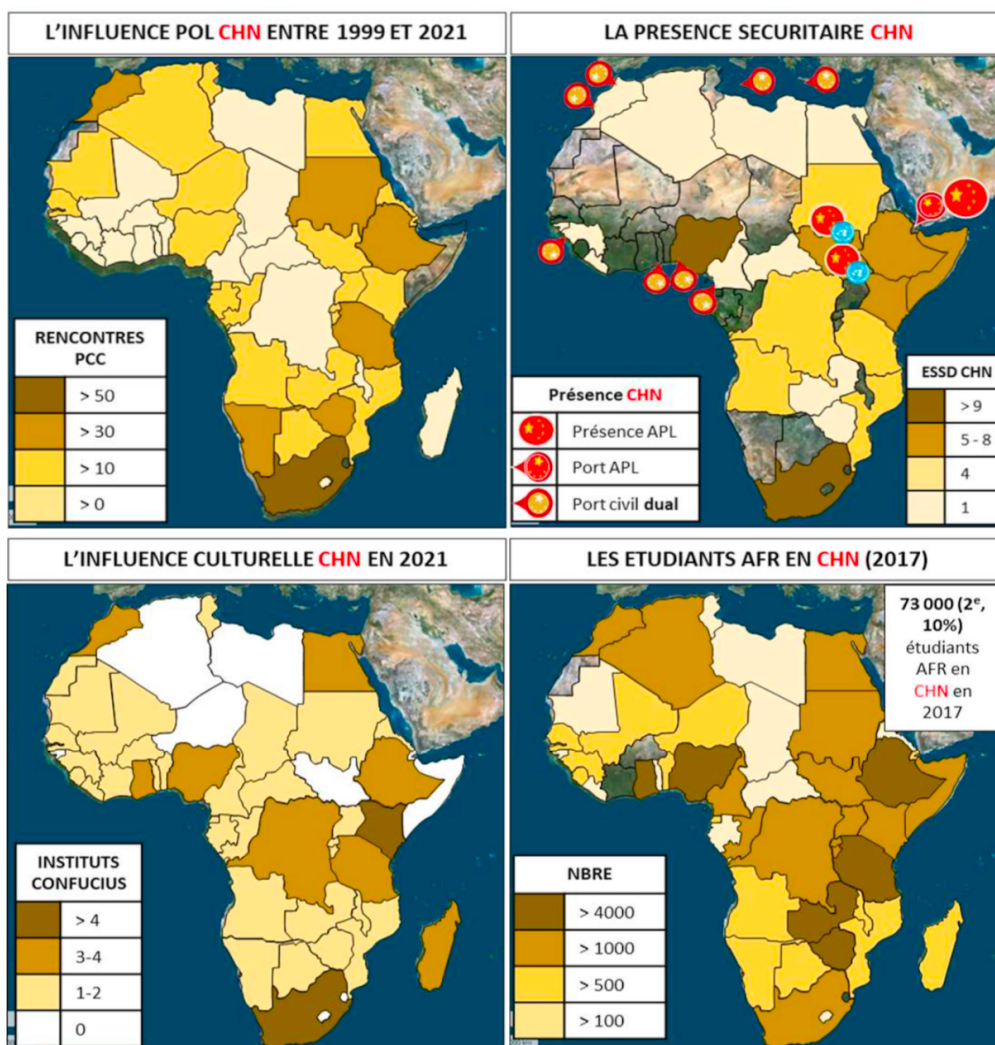 L'INFLUENCE POL CHN ENTRE 1999 ET 2021
RENCONTRES
PCC
> 50
> 30
> 10
> 0
LA PRESENCE SECURITAIRE CHN
Présence CHN
Présence APL
Port APL
Port civil dual
ESSD CHN
> 9
5 - 8
4
1
L'INFLUENCE CULTURELLE CHN EN 2021
INSTITUTS
CONFUCIUS
> 4
3-4
1-2
0
LES ETUDIANTS AFR EN CHN (2017)
73 000 (2e,
10%)
étudiants
AFR en
CHN en
2017
NBRE
> 4000
> 1000
> 500
> 100